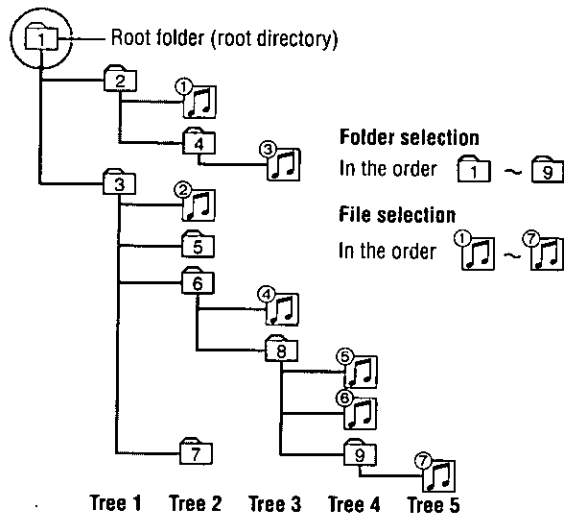 1 Root folder (root directory)
2
①
4
③
3
②
5
6
④
8
⑤
⑥
7
9
⑦
Folder selection
In the order 1 ~ 9
File selection
In the order ① ~ ⑦
Tree 1 Tree 2 Tree 3 Tree 4 Tree 5